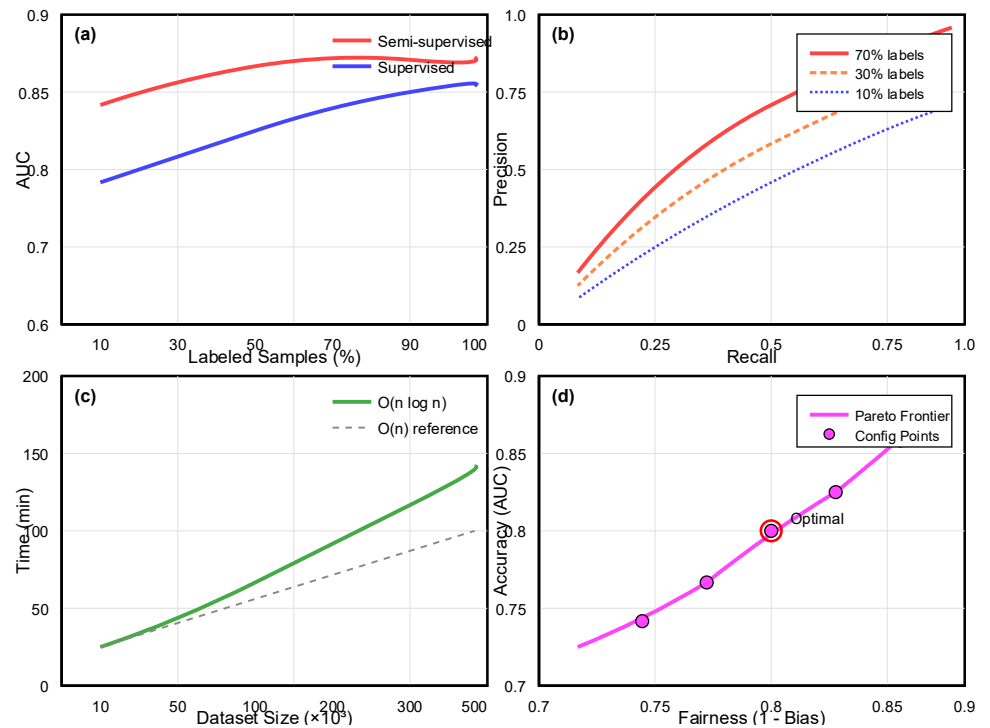 (a)
Semi-supervised
Supervised
0.9
0.85
0.8
0.7
0.6
AUC
10 30 50 70 90 100
Labeled Samples (%)
(b)
70% labels
30% labels
10% labels
1.0
0.75
0.5
0.25
0
Precision
0 0.25 0.5 0.75 1.0
Recall
(c)
O(n log n)
O(n) reference
200
150
100
50
0
Time (min)
10 50 100 200 300 500
Dataset Size (×10³)
(d)
Pareto Frontier
Config Points
Optimal
0.9
0.85
0.8
0.75
0.7
Accuracy (AUC)
0.7 0.75 0.8 0.85 0.9
Fairness (1 - Bias)